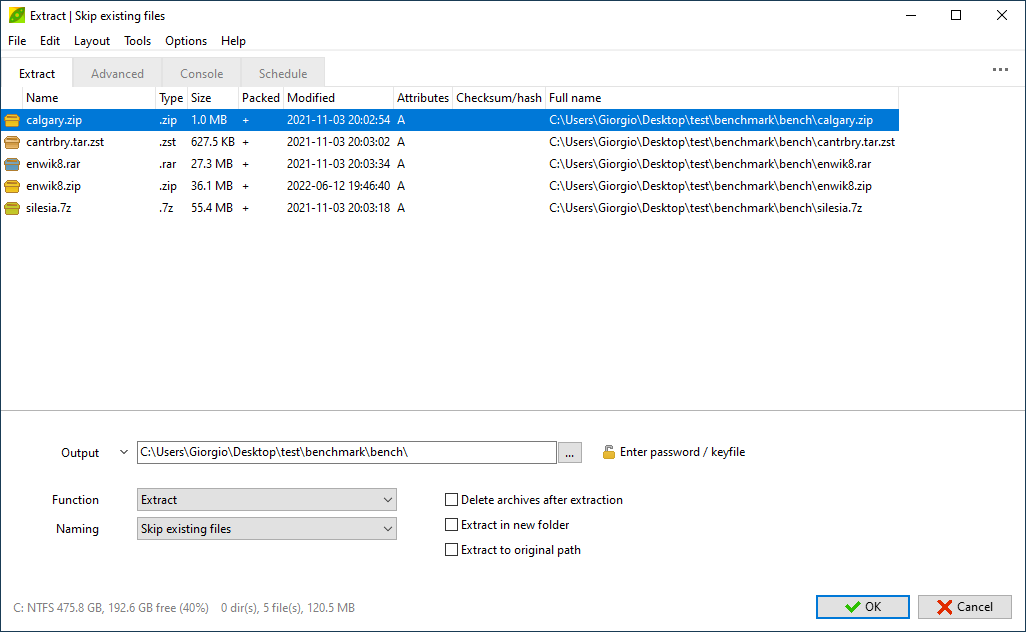 Extract | Skip existing files
File Edit Layout Tools Options Help
Extract Advanced Console Schedule ...
Name Type Size Packed Modified Attributes Checksum/hash Full name
calgary.zip .zip 1.0 MB + 2021-11-03 20:02:54 A C:\Users\Giorgio\Desktop\test\benchmark\bench\calgary.zip
cantrbry.tar.zst .zst 627.5 KB + 2021-11-03 20:03:02 A C:\Users\Giorgio\Desktop\test\benchmark\bench\cantrbry.tar.zst
enwik8.rar .rar 27.3 MB + 2021-11-03 20:03:34 A C:\Users\Giorgio\Desktop\test\benchmark\bench\enwik8.rar
enwik8.zip .zip 36.1 MB + 2022-06-12 19:46:40 A C:\Users\Giorgio\Desktop\test\benchmark\bench\enwik8.zip
silesia.7z .7z 55.4 MB + 2021-11-03 20:03:18 A C:\Users\Giorgio\Desktop\test\benchmark\bench\silesia.7z
Output C:\Users\Giorgio\Desktop\test\benchmark\bench\ ... Enter password / keyfile
Function Extract Delete archives after extraction
Naming Skip existing files Extract in new folder
Extract to original path
C: NTFS 475.8 GB, 192.6 GB free (40%) 0 dir(s), 5 file(s), 120.5 MB OK Cancel